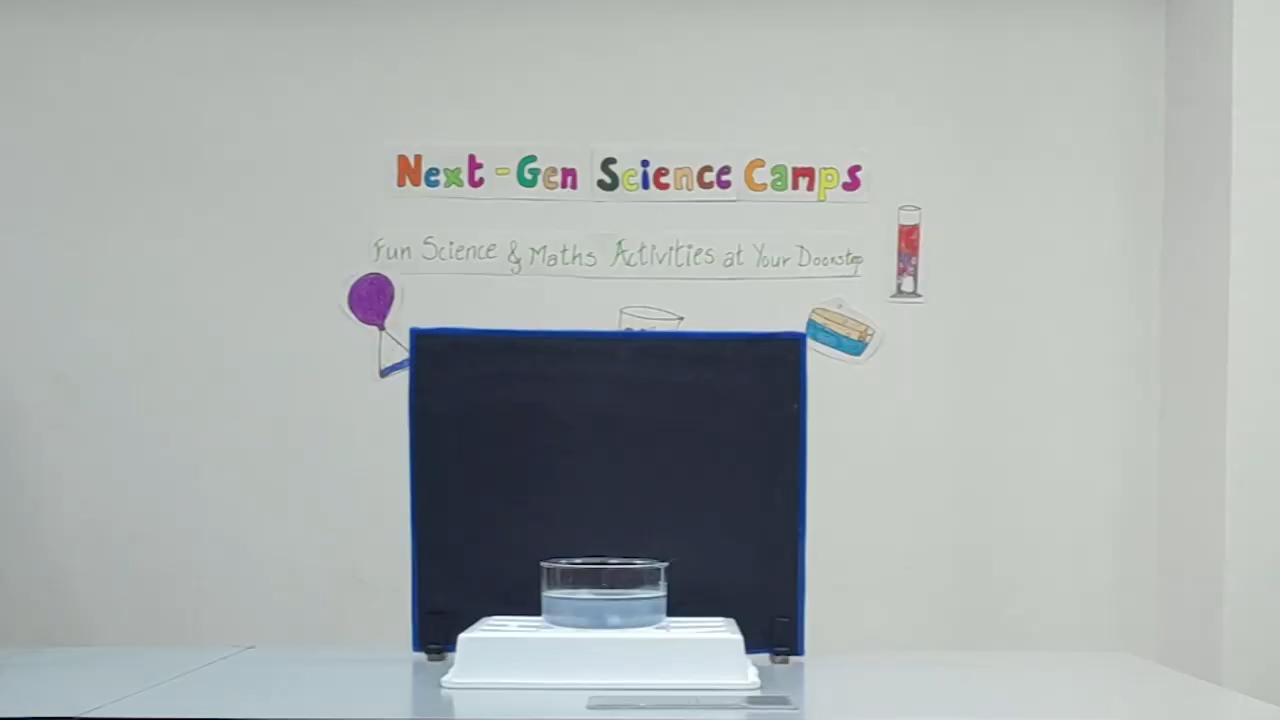 Next-Gen Science Camps
Fun Science & Maths Activities at Your Doorstep